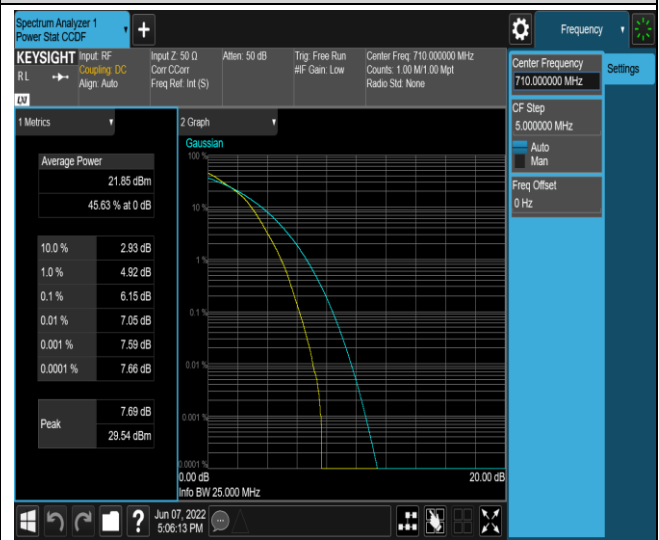 Spectrum Analyzer 1
Power Stat CCDF
+
Frequency
KEYSIGHT
RL
LXI
Input: RF
Coupling: DC
Align: Auto
Input Z: 50 Ω
Corr CCorr
Freq Ref: Int (S)
Atten: 50 dB
Trig: Free Run
#IF Gain: Low
Center Freq: 710.000000 MHz
Counts: 1.00 M/1.00 Mpt
Radio Std: None
Center Frequency
710.000000 MHz
Settings
CF Step
5.000000 MHz
Auto
Man
Freq Offset
0 Hz
1 Metrics
Average Power
21.85 dBm
45.63 % at 0 dB
10.0 % 2.93 dB
1.0 % 4.92 dB
0.1 % 6.15 dB
0.01 % 7.05 dB
0.001 % 7.59 dB
0.0001 % 7.66 dB
Peak 7.69 dB
29.54 dBm
2 Graph
Gaussian
100 %
10 %
1 %
0.1 %
0.01 %
0.001 %
0.0001 %
0.00 dB 20.00 dB
Info BW 25.000 MHz
?
Jun 07, 2022
5:06:13 PM